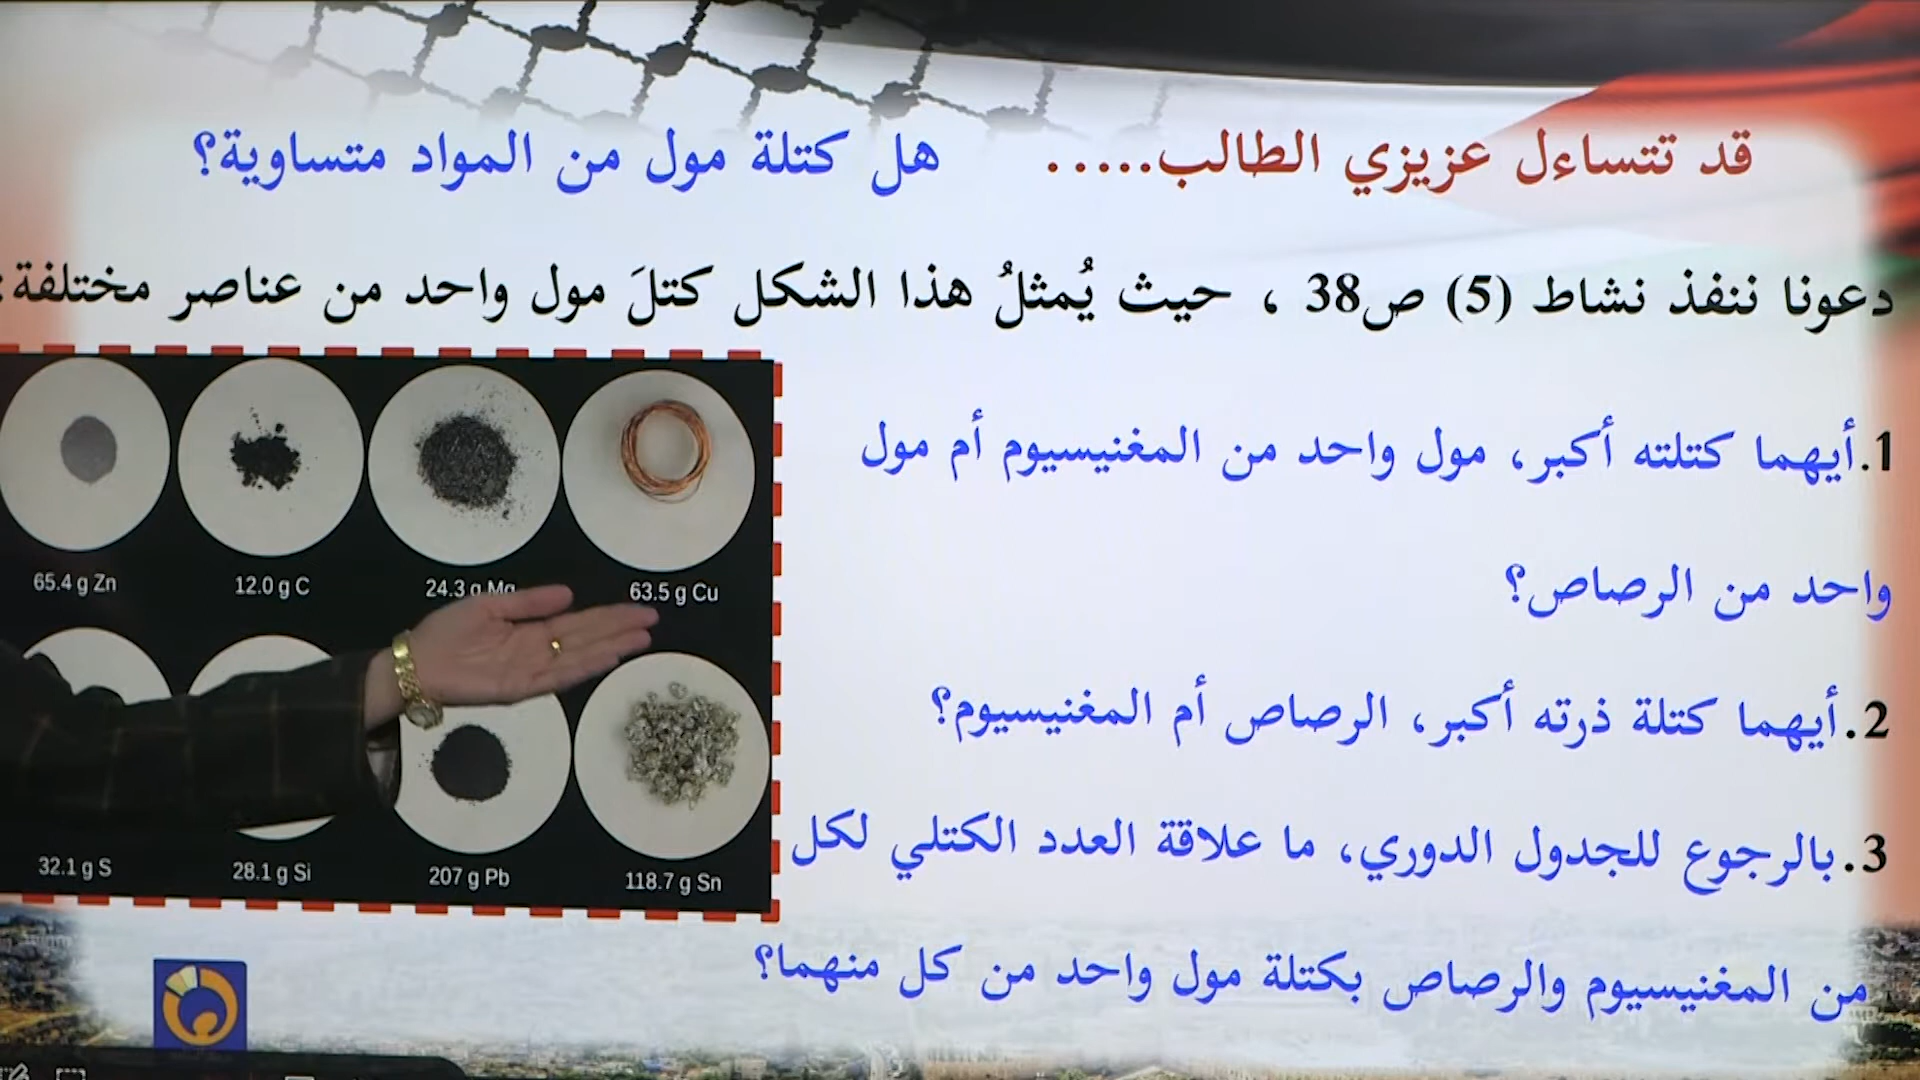 قد تتساءل عزيزي الطالب..... هل كتلة مول من المواد متساوية؟
دعونا ننفذ نشاط (5) ص38 ، حيث يُمثلُ هذا الشكل كتلَ مول واحد من عناصر مختلفة:
1.أيهما كتلته أكبر، مول واحد من المغنيسيوم أم مول
واحد من الرصاص؟
2.أيهما كتلة ذرته أكبر، الرصاص أم المغنيسيوم؟
3.بالرجوع للجدول الدوري، ما علاقة العدد الكتلي لكل
من المغنيسيوم والرصاص بكتلة مول واحد من كل منهما؟
65.4 g Zn 12.0 g C 24.3 g Mg 63.5 g Cu
32.1 g S 28.1 g Si 207 g Pb 118.7 g Sn